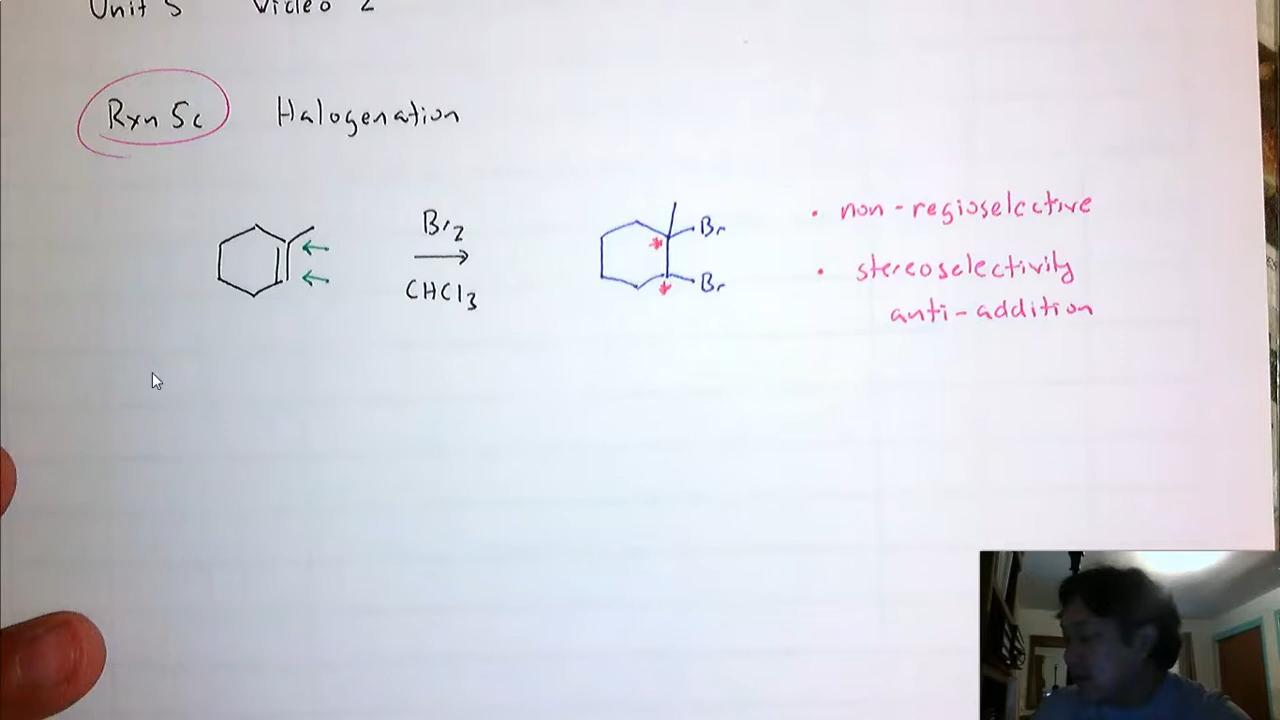 Unit 5 Video 2
Rxn 5c Halogenation
Br2
CHCl3
Br
Br
• non-regioselective
• stereoselectivity
anti-addition